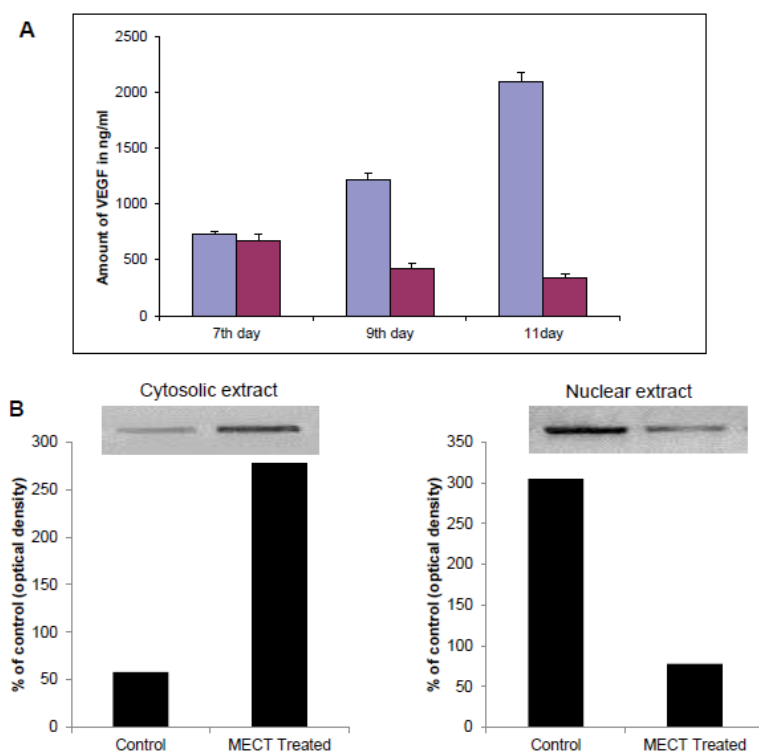 A
Amount of VEGF in ng/ml
2500
2000
1500
1000
500
0
7th day
9th day
11day
B
Cytosolic extract
% of control (optical density)
300
250
200
150
100
50
0
Control
MECT Treated
Nuclear extract
% of control (optical density)
350
300
250
200
150
100
50
0
Control
MECT Treated